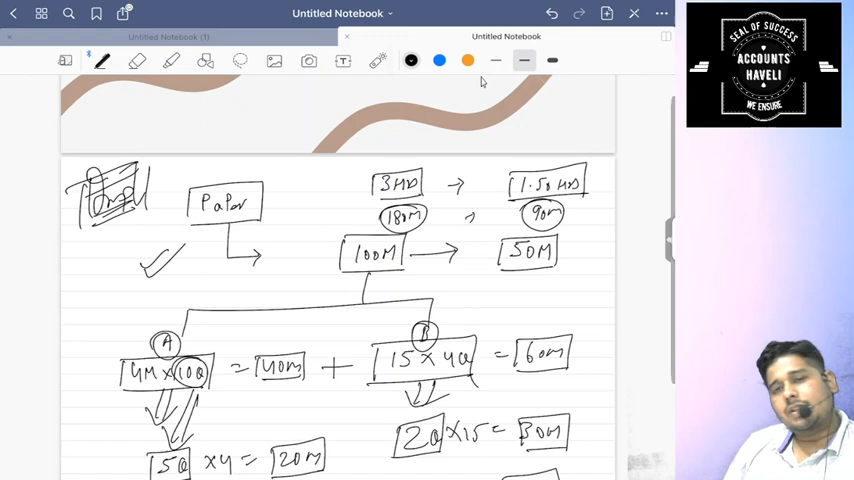 Untitled Notebook
Untitled Notebook (1)
Untitled Notebook
T
SEAL OF SUCCESS
ACCOUNTS
HAVELI
WE ENSURE
PaPer
3 HRS → 1.50 HRS
180M → 90M
100M → 50M
A
B
4M × 10Q = 40M + 15 × 4Q = 60M
2Q × 15 = 30M
5Q × 4 = 20M